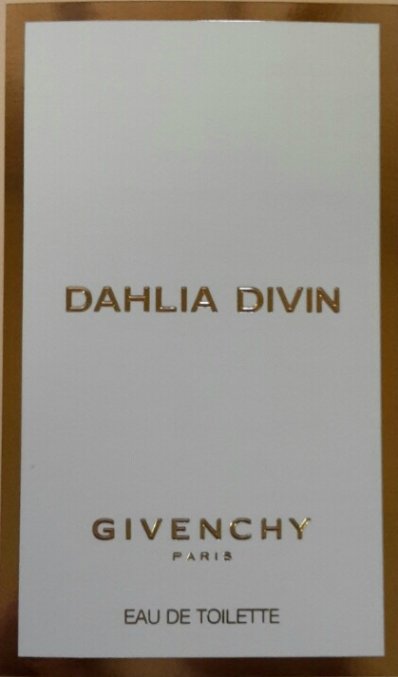 DAHLIA DIVIN
GIVENCHY
PARIS
EAU DE TOILETTE